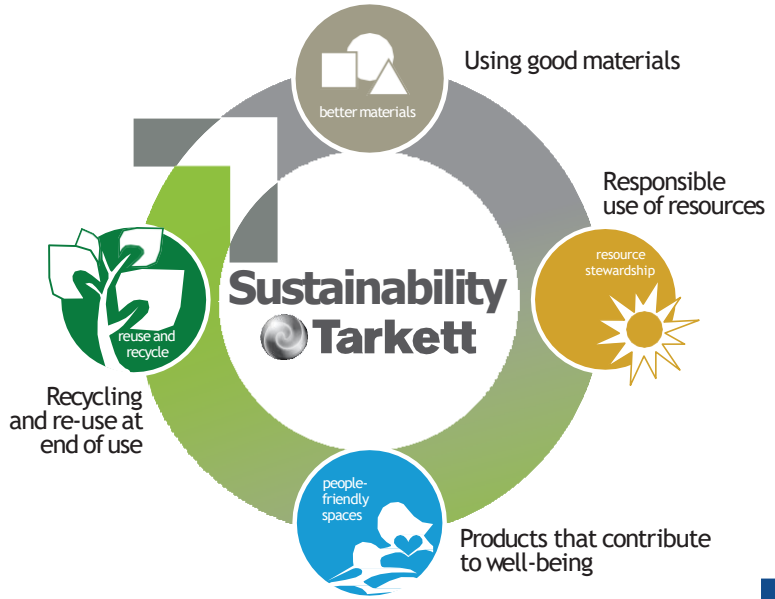 Using good materials
better materials
Responsible
use of resources
resource
stewardship
Sustainability
Tarkett
reuse and
recycle
Recycling
and re-use at
end of use
people-
friendly
spaces
Products that contribute
to well-being